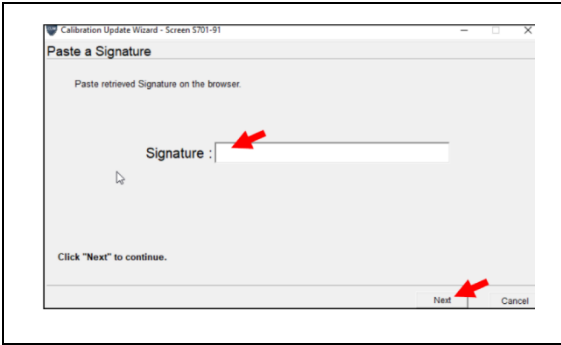 Calibration Update Wizard - Screen S701-91
Paste a Signature
Paste retrieved Signature on the browser.
Signature :
Click "Next" to continue.
Next Cancel